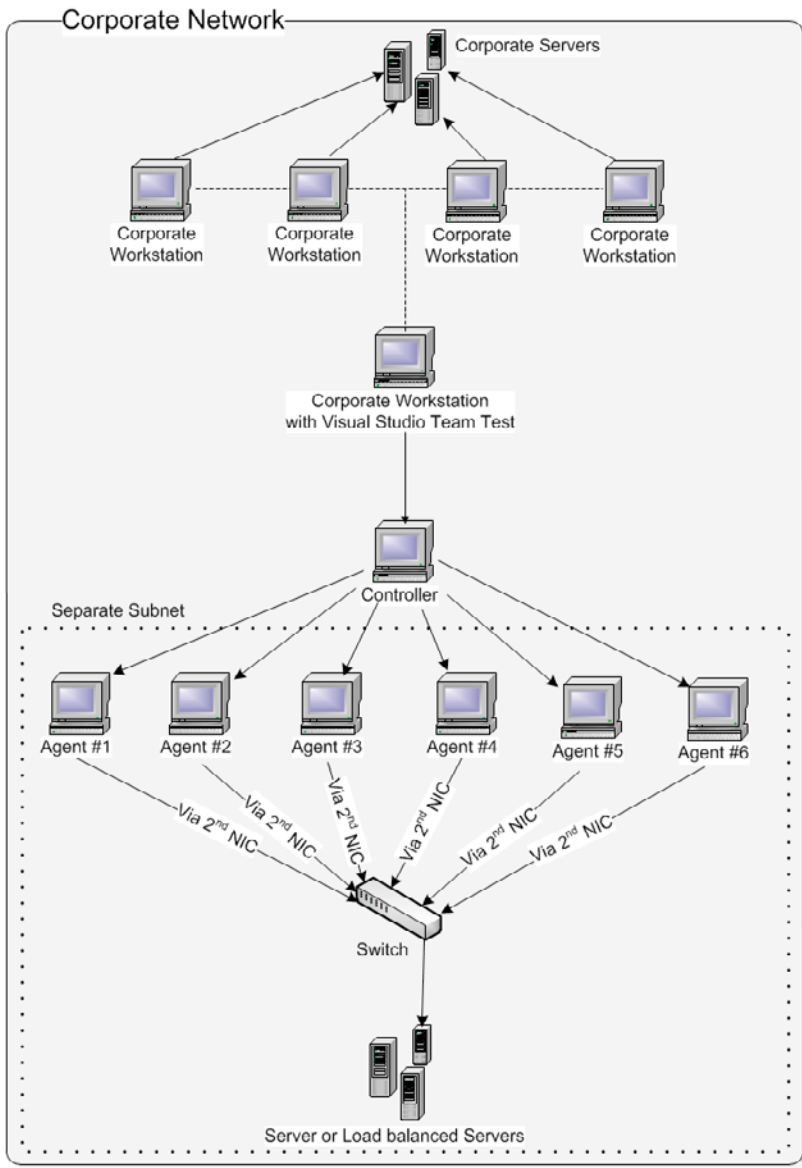 Corporate Network
Corporate Servers
Corporate
Workstation
Corporate
Workstation
Corporate
Workstation
Corporate
Workstation
Corporate Workstation
with Visual Studio Team Test
Controller
Separate Subnet
Agent #1
Agent #2
Agent #3
Agent #4
Agent #5
Agent #6
Via 2nd NIC
Via 2nd NIC
Via 2nd NIC
Via 2nd NIC
Via 2nd NIC
Via 2nd NIC
Switch
Server or Load balanced Servers